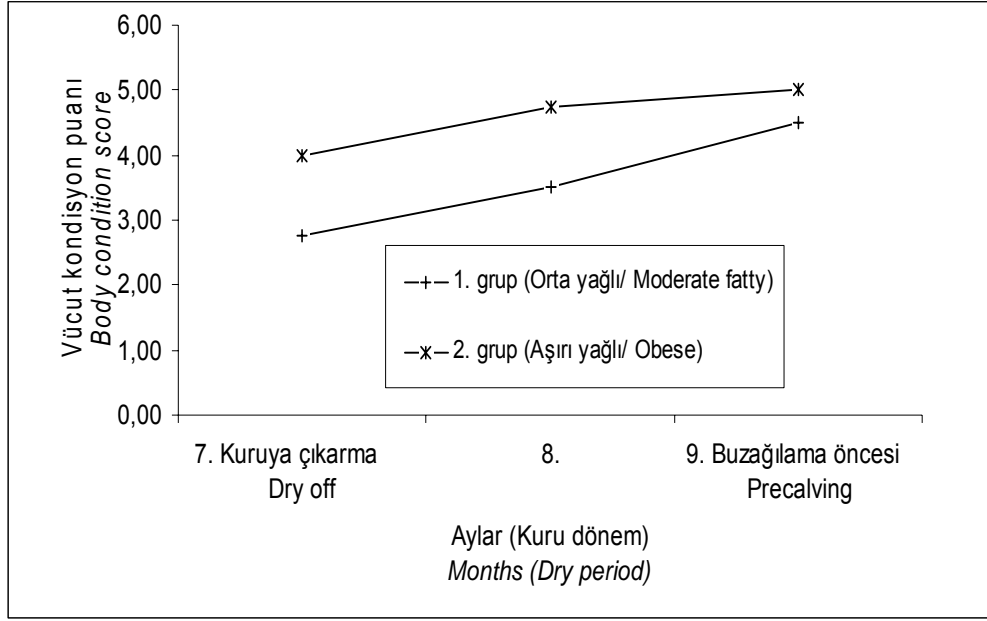 Vücut kondisyon puanı
Body condition score
6,00
5,00
4,00
3,00
2,00
1,00
0,00
1. grup (Orta yağlı/ Moderate fatty)
2. grup (Aşırı yağlı/ Obese)
7. Kuruya çıkarma
Dry off
8.
9. Buzağılama öncesi
Precalving
Aylar (Kuru dönem)
Months (Dry period)